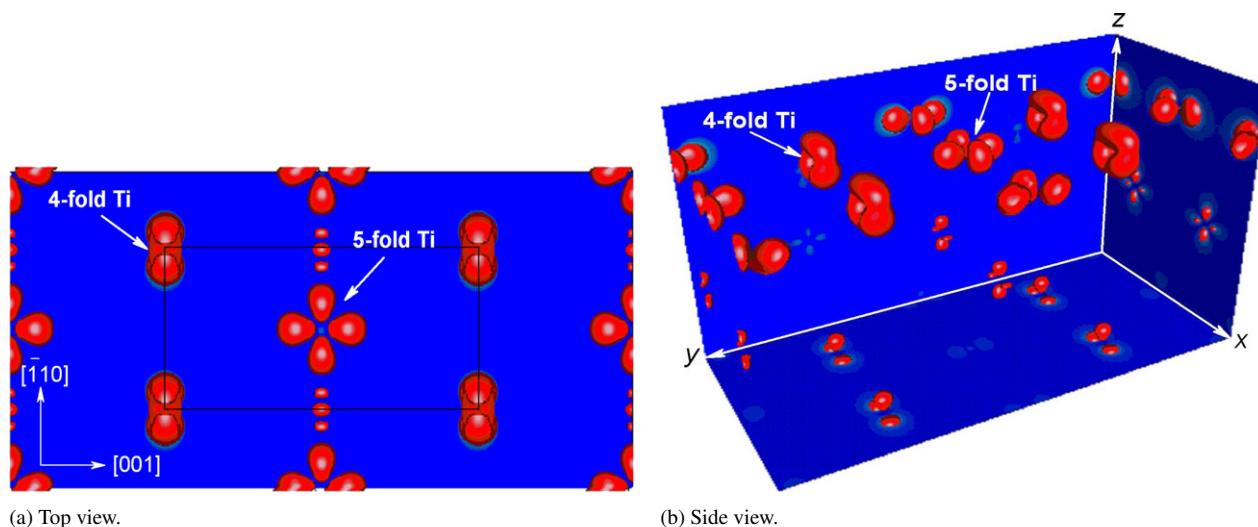 4-fold Ti
5-fold Ti
[1̄10]
[001]
(a) Top view.
z
5-fold Ti
4-fold Ti
y
x
(b) Side view.